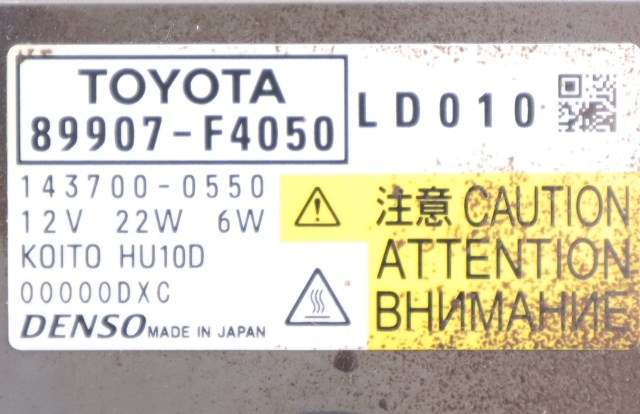 TOYOTA
89907-F4050
LD010
143700-0550
12V 22W 6W
KOITO HU10D
00000DXC
DENSO MADE IN JAPAN
注意 CAUTION
ATTENTION
ВНИМАНИЕ